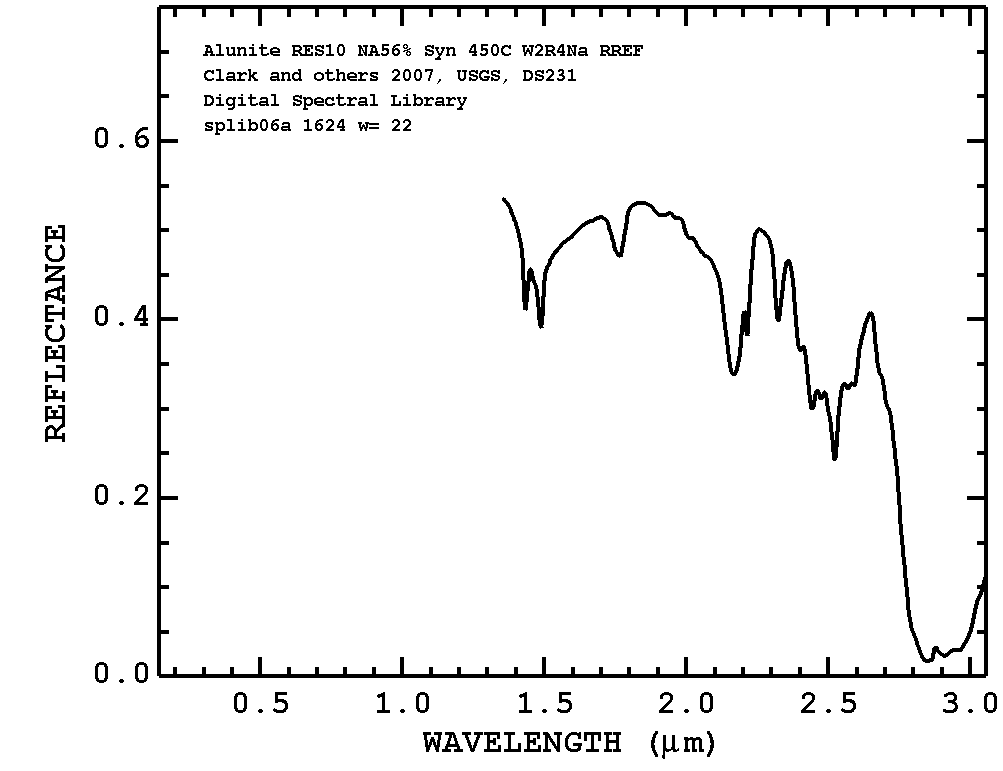 Alunite RES10 NA56% Syn 450C W2R4Na RREF
Clark and others 2007, USGS, DS231
Digital Spectral Library
splib06a 1624 w= 22
REFLECTANCE
0.6
0.4
0.2
0.0
0.5 1.0 1.5 2.0 2.5 3.0
WAVELENGTH (μm)